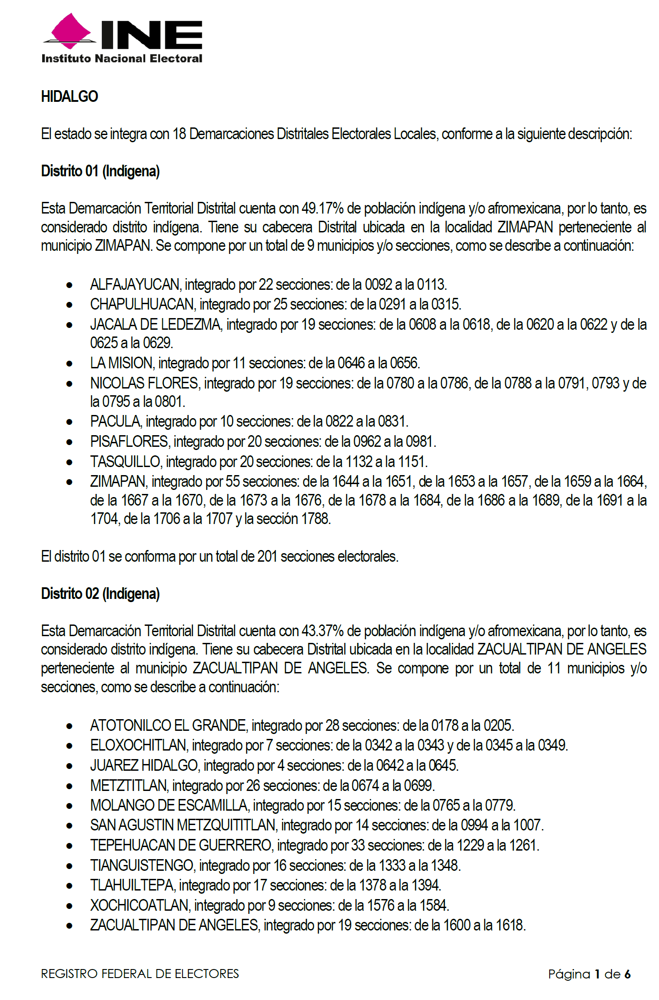 INE
Instituto Nacional Electoral
HIDALGO
El estado se integra con 18 Demarcaciones Distritales Electorales Locales, conforme a la siguiente descripción:
Distrito 01 (Indígena)
Esta Demarcación Territorial Distrital cuenta con 49.17% de población indígena y/o afromexicana, por lo tanto, es
considerado distrito indígena. Tiene su cabecera Distrital ubicada en la localidad ZIMAPAN perteneciente al
municipio ZIMAPAN. Se compone por un total de 9 municipios y/o secciones, como se describe a continuación:
• ALFAJAYUCAN, integrado por 22 secciones: de la 0092 a la 0113.
• CHAPULHUACAN, integrado por 25 secciones: de la 0291 a la 0315.
• JACALA DE LEDEZMA, integrado por 19 secciones: de la 0608 a la 0618, de la 0620 a la 0622 y de la
0625 a la 0629.
• LA MISION, integrado por 11 secciones: de la 0646 a la 0656.
• NICOLAS FLORES, integrado por 19 secciones: de la 0780 a la 0786, de la 0788 a la 0791, 0793 y de
la 0795 a la 0801.
• PACULA, integrado por 10 secciones: de la 0822 a la 0831.
• PISAFLORES, integrado por 20 secciones: de la 0962 a la 0981.
• TASQUILLO, integrado por 20 secciones: de la 1132 a la 1151.
• ZIMAPAN, integrado por 55 secciones: de la 1644 a la 1651, de la 1653 a la 1657, de la 1659 a la 1664,
de la 1667 a la 1670, de la 1673 a la 1676, de la 1678 a la 1684, de la 1686 a la 1689, de la 1691 a la
1704, de la 1706 a la 1707 y la sección 1788.
El distrito 01 se conforma por un total de 201 secciones electorales.
Distrito 02 (Indígena)
Esta Demarcación Territorial Distrital cuenta con 43.37% de población indígena y/o afromexicana, por lo tanto, es
considerado distrito indígena. Tiene su cabecera Distrital ubicada en la localidad ZACUALTIPAN DE ANGELES
perteneciente al municipio ZACUALTIPAN DE ANGELES. Se compone por un total de 11 municipios y/o
secciones, como se describe a continuación:
• ATOTONILCO EL GRANDE, integrado por 28 secciones: de la 0178 a la 0205.
• ELOXOCHITLAN, integrado por 7 secciones: de la 0342 a la 0343 y de la 0345 a la 0349.
• JUAREZ HIDALGO, integrado por 4 secciones: de la 0642 a la 0645.
• METZTITLAN, integrado por 26 secciones: de la 0674 a la 0699.
• MOLANGO DE ESCAMILLA, integrado por 15 secciones: de la 0765 a la 0779.
• SAN AGUSTIN METZQUITITLAN, integrado por 14 secciones: de la 0994 a la 1007.
• TEPEHUACAN DE GUERRERO, integrado por 33 secciones: de la 1229 a la 1261.
• TIANGUISTENGO, integrado por 16 secciones: de la 1333 a la 1348.
• TLAHUILTEPA, integrado por 17 secciones: de la 1378 a la 1394.
• XOCHICOATLAN, integrado por 9 secciones: de la 1576 a la 1584.
• ZACUALTIPAN DE ANGELES, integrado por 19 secciones: de la 1600 a la 1618.
REGISTRO FEDERAL DE ELECTORES Página 1 de 6